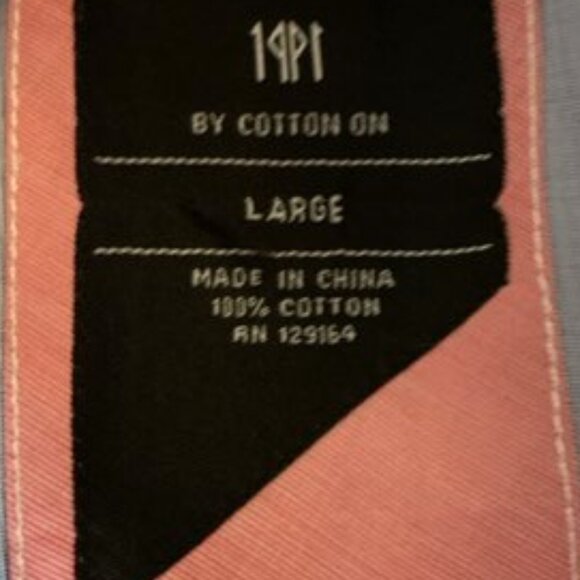 BY COTTON ON
LARGE
MADE IN CHINA
100% COTTON
RN 129164